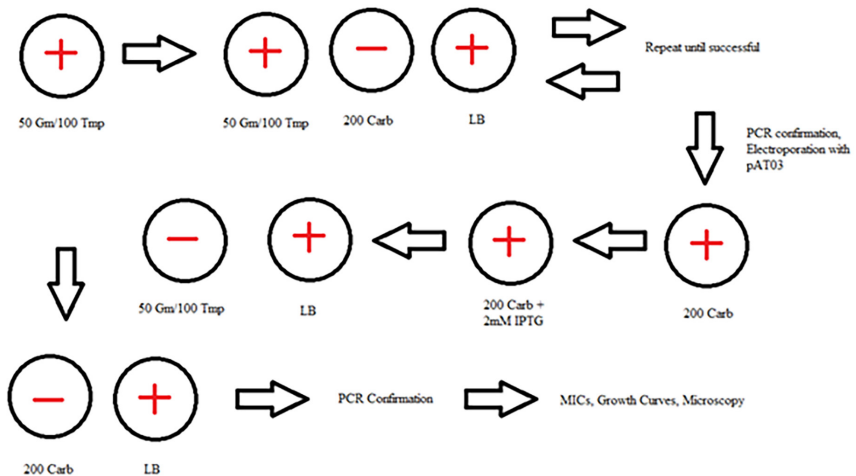 50 Gm/100 Tmp
50 Gm/100 Tmp
200 Carb
LB
Repeat until successful
PCR confirmation,
Electroporation with
pAT03
200 Carb
200 Carb +
2mM IPTG
LB
50 Gm/100 Tmp
200 Carb
LB
PCR Confirmation
MICs, Growth Curves, Microscopy